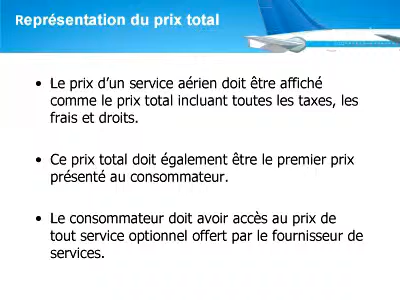 Représentation du prix total
• Le prix d'un service aérien doit être affiché
comme le prix total incluant toutes les taxes, les
frais et droits.
• Ce prix total doit également être le premier prix
présenté au consommateur.
• Le consommateur doit avoir accès au prix de
tout service optionnel offert par le fournisseur de
services.